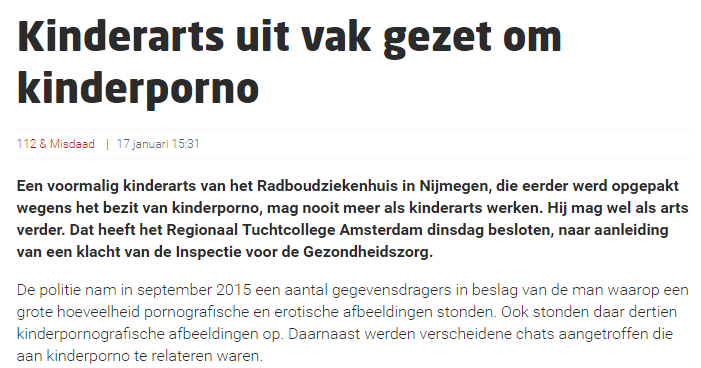 Kinderarts uit vak gezet om
kinderporno
112 & Misdaad | 17 januari 15:31
Een voormalig kinderarts van het Radboudziekenhuis in Nijmegen, die eerder werd opgepakt
wegens het bezit van kinderporno, mag nooit meer als kinderarts werken. Hij mag wel als arts
verder. Dat heeft het Regionaal Tuchtcollege Amsterdam dinsdag besloten, naar aanleiding
van een klacht van de Inspectie voor de Gezondheidszorg.
De politie nam in september 2015 een aantal gegevensdragers in beslag van de man waarop een
grote hoeveelheid pornografische en erotische afbeeldingen stonden. Ook stonden daar dertien
kinderpornografische afbeeldingen op. Daarnaast werden verscheidene chats aangetroffen die
aan kinderporno te relateren waren.